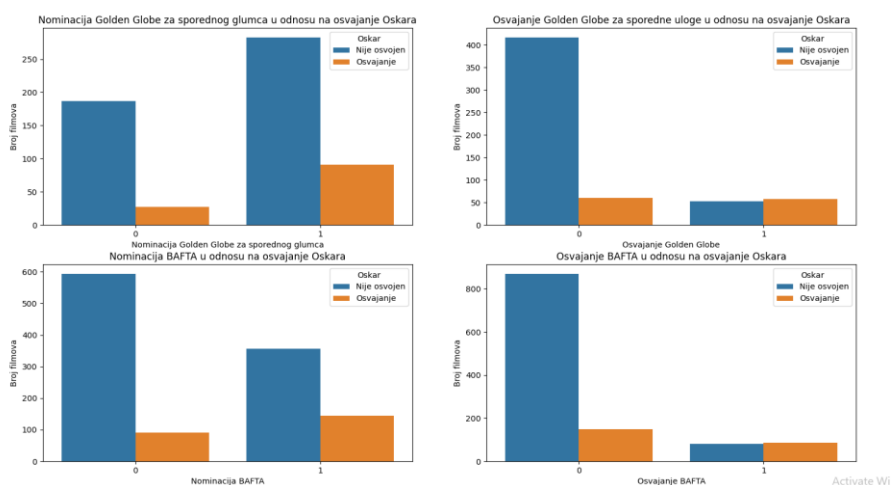 Nominacija Golden Globe za sporednog glumca u odnosu na osvajanje Oskara
Broj filmova
250
200
150
100
50
0
Oskar
Nije osvojen
Osvajanje
0
1
Nominacija Golden Globe za sporednog glumca
Osvajanje Golden Globe za sporedne uloge u odnosu na osvajanje Oskara
Broj filmova
400
350
300
250
200
150
100
50
0
Oskar
Nije osvojen
Osvajanje
0
1
Osvajanje Golden Globe
Nominacija BAFTA u odnosu na osvajanje Oskara
Broj filmova
600
500
400
300
200
100
0
Oskar
Nije osvojen
Osvajanje
0
1
Nominacija BAFTA
Osvajanje BAFTA u odnosu na osvajanje Oskara
Broj filmova
800
600
400
200
0
Oskar
Nije osvojen
Osvajanje
0
1
Osvajanje BAFTA
Activate Wi